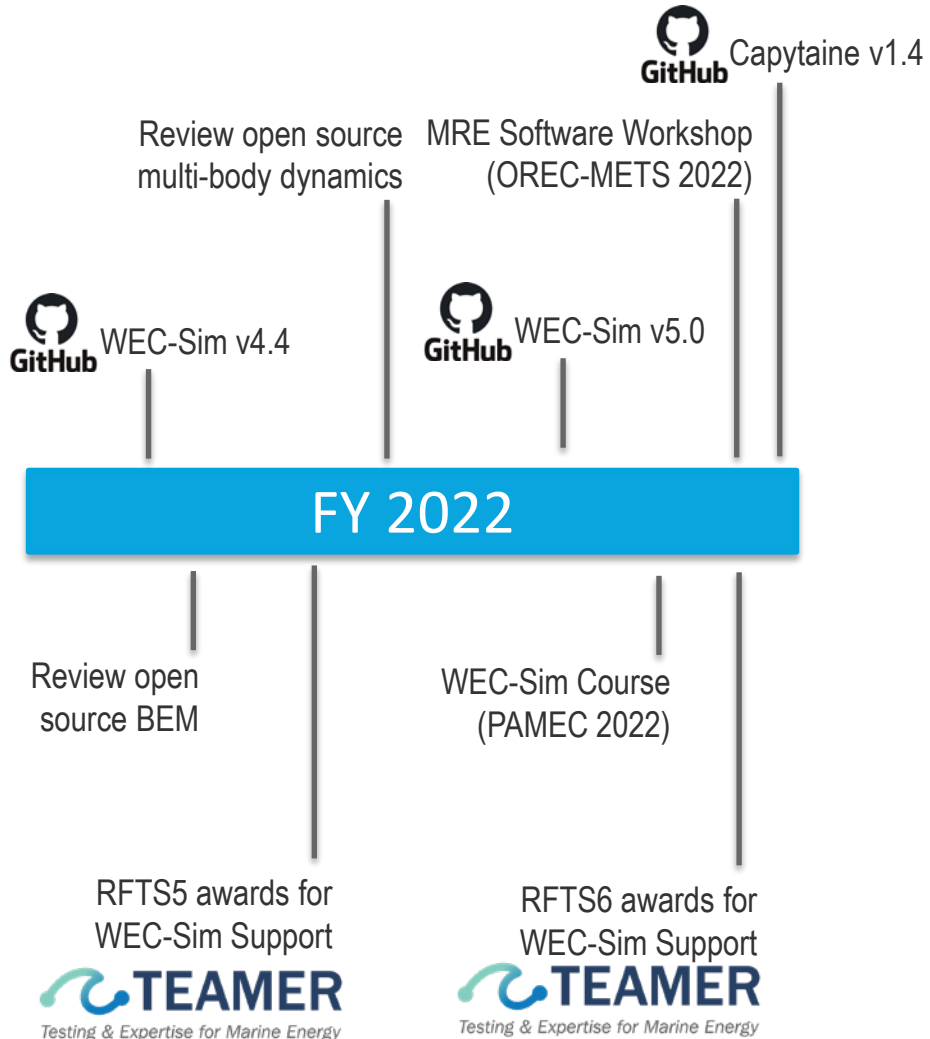 GitHub
Capytaine v1.4
Review open source
multi-body dynamics
MRE Software Workshop
(OREC-METS 2022)
GitHub
WEC-Sim v4.4
GitHub
WEC-Sim v5.0
FY 2022
Review open
source BEM
WEC-Sim Course
(PAMEC 2022)
RFTS5 awards for
WEC-Sim Support
TEAMER
Testing & Expertise for Marine Energy
RFTS6 awards for
WEC-Sim Support
TEAMER
Testing & Expertise for Marine Energy